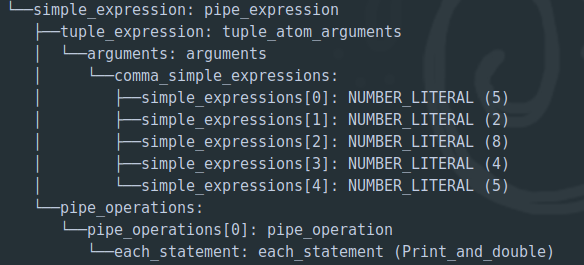 └──simple_expression: pipe_expression
   ├──tuple_expression: tuple_atom_arguments
   │  └──arguments: arguments
   │     └──comma_simple_expressions:
   │        ├──simple_expressions[0]: NUMBER_LITERAL (5)
   │        ├──simple_expressions[1]: NUMBER_LITERAL (2)
   │        ├──simple_expressions[2]: NUMBER_LITERAL (8)
   │        ├──simple_expressions[3]: NUMBER_LITERAL (4)
   │        └──simple_expressions[4]: NUMBER_LITERAL (5)
   └──pipe_operations:
      └──pipe_operations[0]: pipe_operation
         └──each_statement: each_statement (Print_and_double)